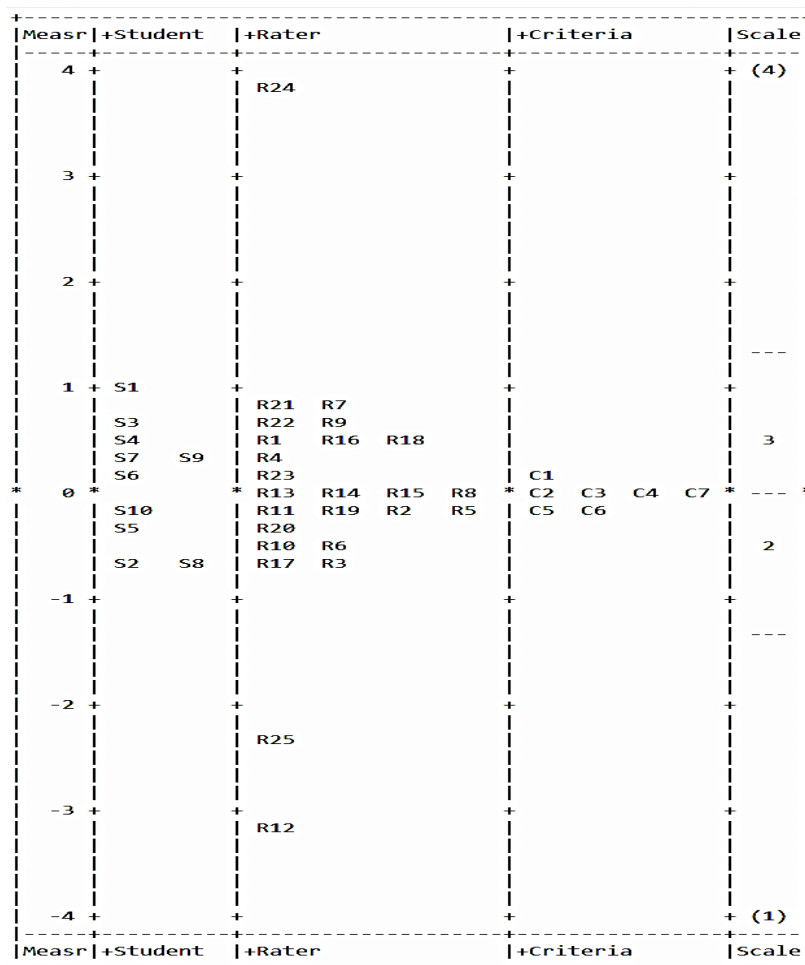 |Measr|+Student |+Rater |+Criteria |Scale
4 + + + + (4)
R24
3 + + + +
2 + + + +
---
1 + S1 + + +
R21 R7
S3 R22 R9
S4 R1 R16 R18 3
S7 S9 R4
S6 R23 C1
* 0 * * R13 R14 R15 R8 * C2 C3 C4 C7 * --- *
S10 R11 R19 R2 R5 C5 C6
S5 R20
R10 R6 2
S2 S8 R17 R3
-1 + + + +
---
-2 + + + +
R25
-3 + + + +
R12
-4 + + + + (1)
|Measr|+Student |+Rater |+Criteria |Scale